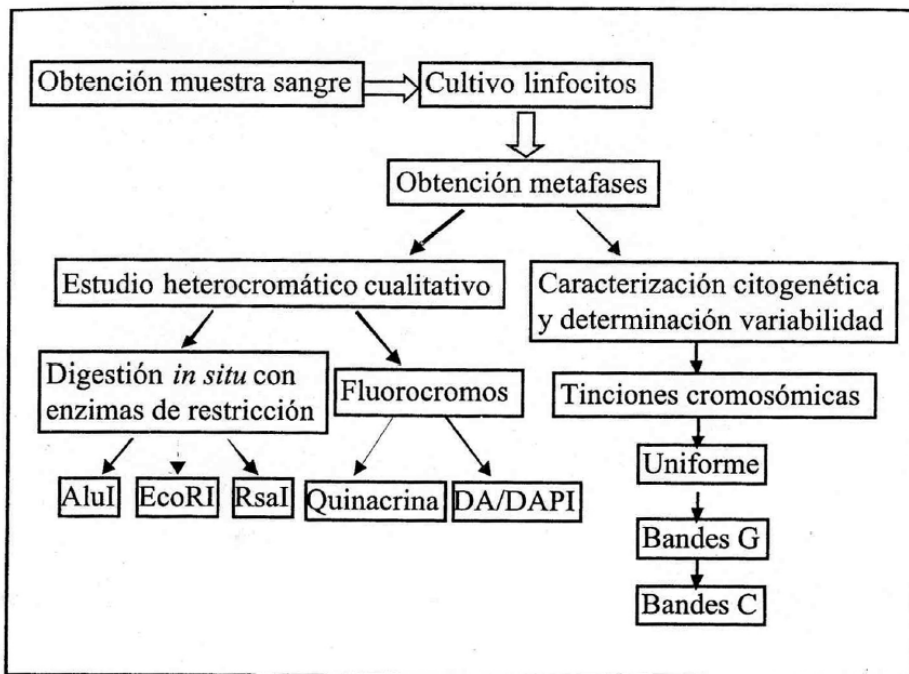 Obtención muestra sangre
Cultivo linfocitos
Obtención metafases
Estudio heterocromático cualitativo
Caracterización citogenética
y determinación variabilidad
Digestión in situ con
enzimas de restricción
Fluorocromos
Tinciones cromosómicas
AluI
EcoRI
RsaI
Quinacrina
DA/DAPI
Uniforme
Bandes G
Bandes C